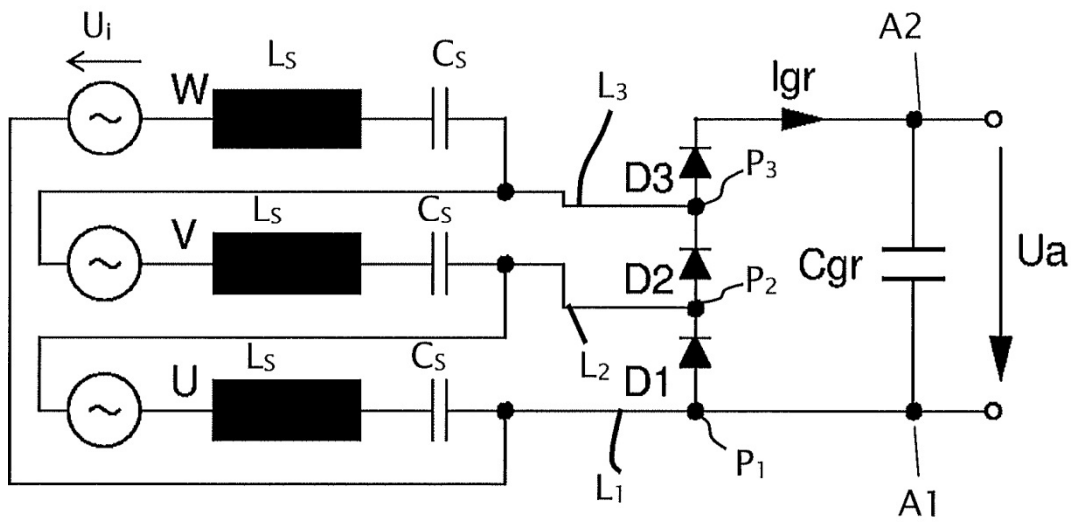 Ui
A2
LS
CS
W
L3
Igr
D3
P3
LS
CS
V
D2
P2
Cgr
Ua
LS
CS
L2
U
D1
P1
L1
A1